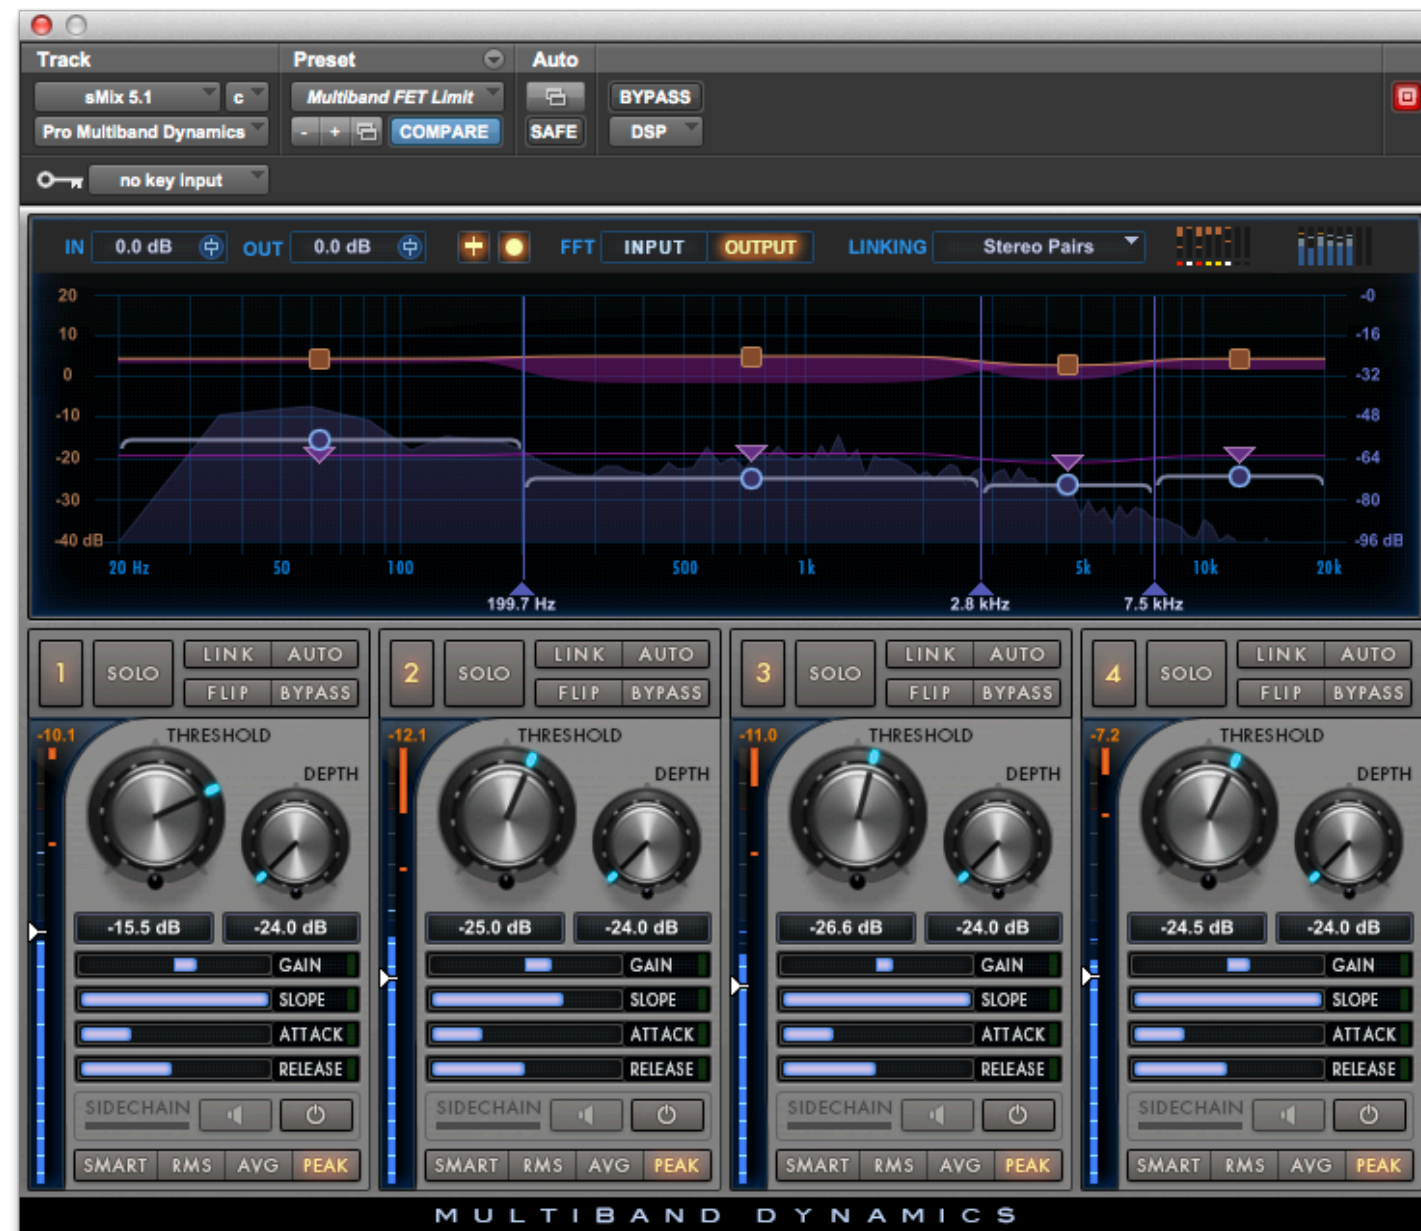 Track Preset Auto
sMix 5.1 c Multiband FET Limit BYPASS
Pro Multiband Dynamics - + COMPARE SAFE DSP
no key input
IN 0.0 dB OUT 0.0 dB FFT INPUT OUTPUT LINKING Stereo Pairs
20 -0
10 -16
0 -32
-10 -48
-20 -64
-30 -80
-40 dB -96 dB
20 Hz 50 100 500 1k 5k 10k 20k
199.7 Hz 2.8 kHz 7.5 kHz
LINK AUTO LINK AUTO LINK AUTO LINK AUTO
1 SOLO 2 SOLO 3 SOLO 4 SOLO
FLIP BYPASS FLIP BYPASS FLIP BYPASS FLIP BYPASS
-10.1 THRESHOLD -12.1 THRESHOLD -11.0 THRESHOLD -7.2 THRESHOLD
DEPTH DEPTH DEPTH DEPTH
-15.5 dB -24.0 dB -25.0 dB -24.0 dB -26.6 dB -24.0 dB -24.5 dB -24.0 dB
GAIN GAIN GAIN GAIN
SLOPE SLOPE SLOPE SLOPE
ATTACK ATTACK ATTACK ATTACK
RELEASE RELEASE RELEASE RELEASE
SIDECHAIN SIDECHAIN SIDECHAIN SIDECHAIN
SMART RMS AVG PEAK SMART RMS AVG PEAK SMART RMS AVG PEAK SMART RMS AVG PEAK
MULTIBAND DYNAMICS